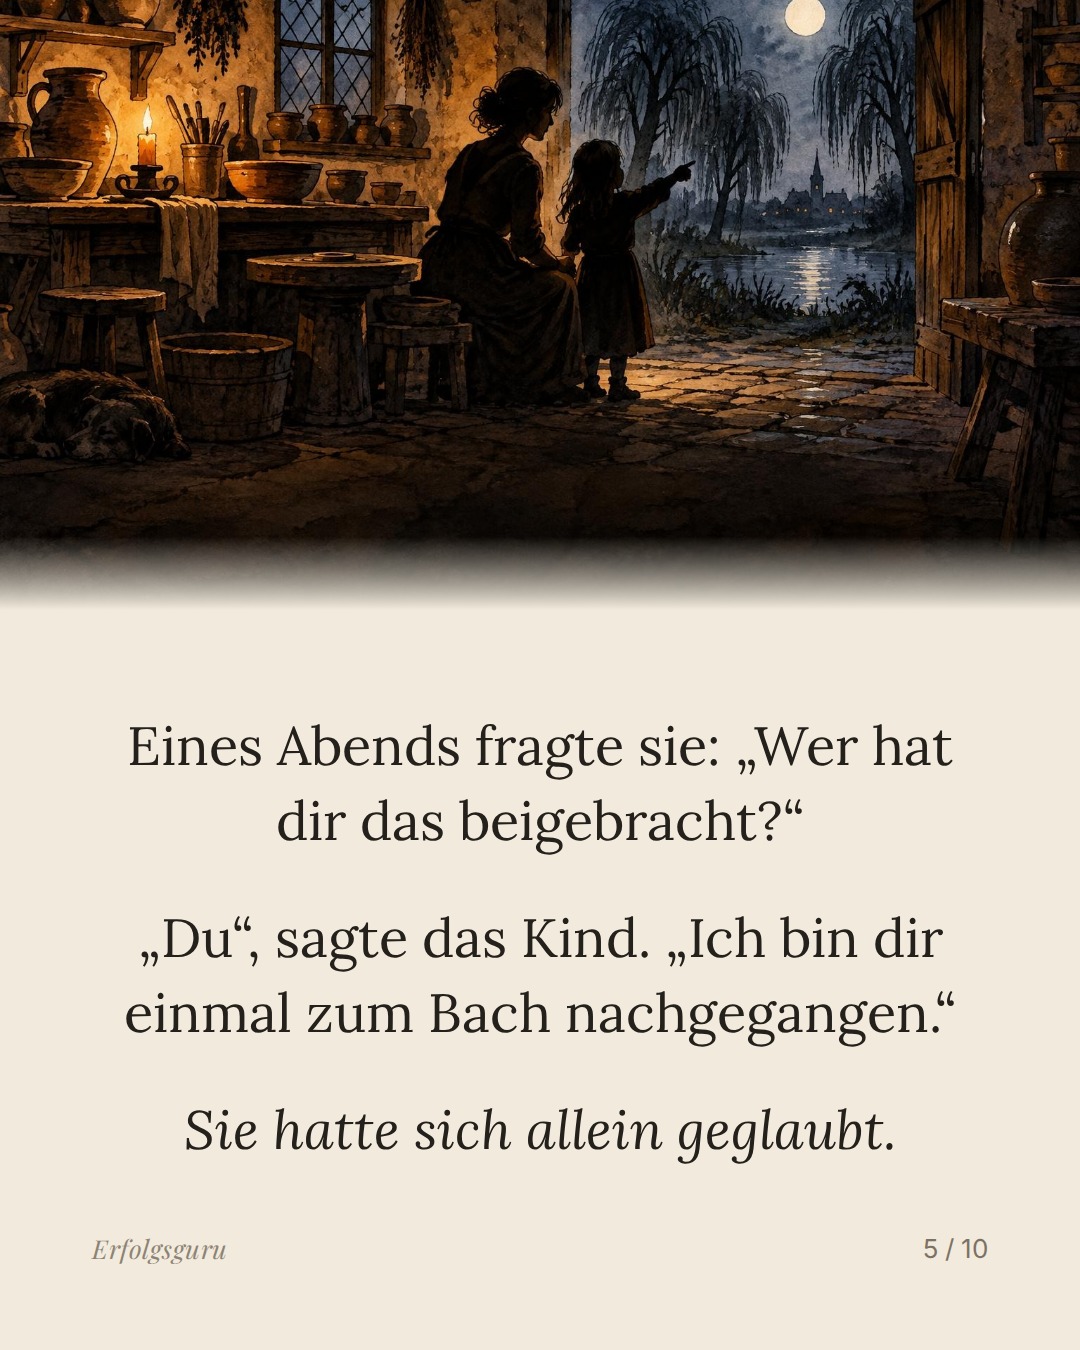 Eines Abends fragte sie: „Wer hat
dir das beigebracht?“
„Du“, sagte das Kind. „Ich bin dir
einmal zum Bach nachgegangen.“
Sie hatte sich allein geglaubt.
Erfolgsguru
5 / 10